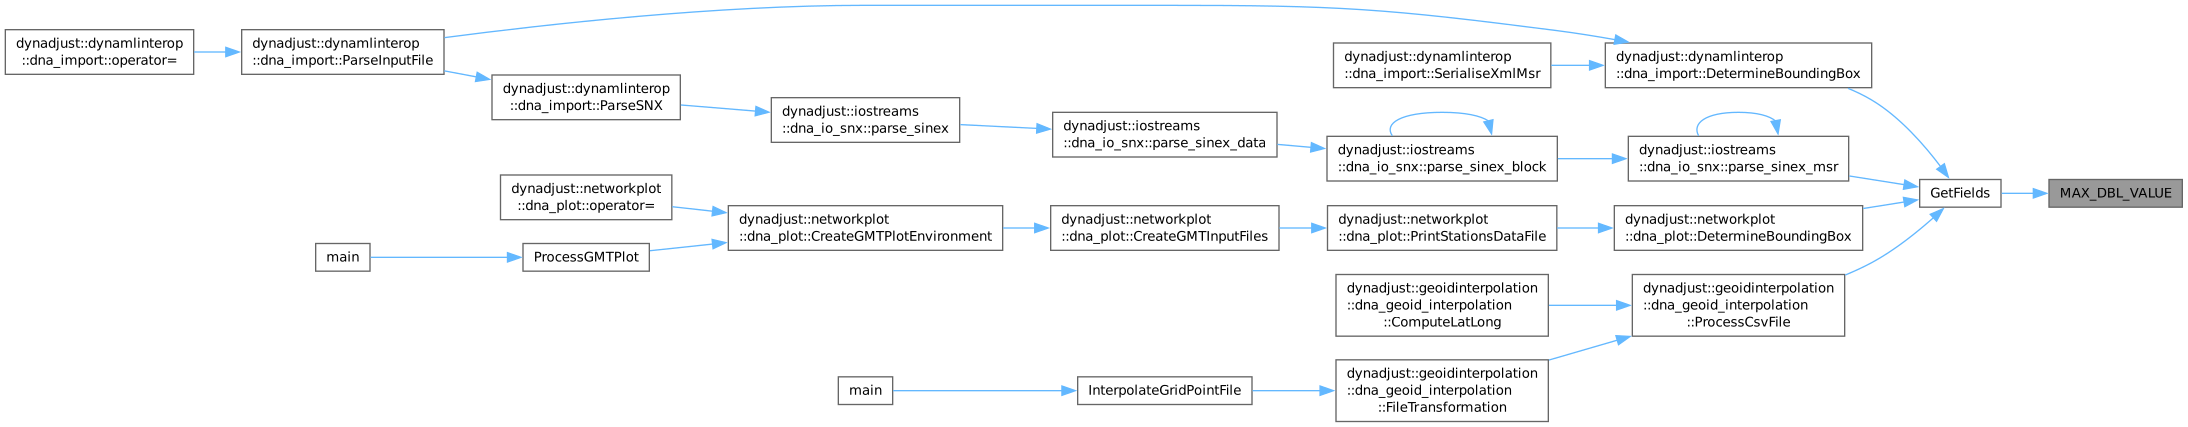 dynadjust::dynamlinterop
::dna_import::operator=
dynadjust::dynamlinterop
::dna_import::ParseInputFile
dynadjust::dynamlinterop
::dna_import::ParseSNX
dynadjust::iostreams
::dna_io_snx::parse_sinex
dynadjust::iostreams
::dna_io_snx::parse_sinex_data
dynadjust::dynamlinterop
::dna_import::SerialiseXmlMsr
dynadjust::dynamlinterop
::dna_import::DetermineBoundingBox
dynadjust::iostreams
::dna_io_snx::parse_sinex_block
dynadjust::iostreams
::dna_io_snx::parse_sinex_msr
GetFields
MAX_DBL_VALUE
dynadjust::networkplot
::dna_plot::operator=
main
ProcessGMTPlot
dynadjust::networkplot
::dna_plot::CreateGMTPlotEnvironment
dynadjust::networkplot
::dna_plot::CreateGMTInputFiles
dynadjust::networkplot
::dna_plot::PrintStationsDataFile
dynadjust::networkplot
::dna_plot::DetermineBoundingBox
dynadjust::geoidinterpolation
::dna_geoid_interpolation
::ComputeLatLong
dynadjust::geoidinterpolation
::dna_geoid_interpolation
::ProcessCsvFile
main
InterpolateGridPointFile
dynadjust::geoidinterpolation
::dna_geoid_interpolation
::FileTransformation